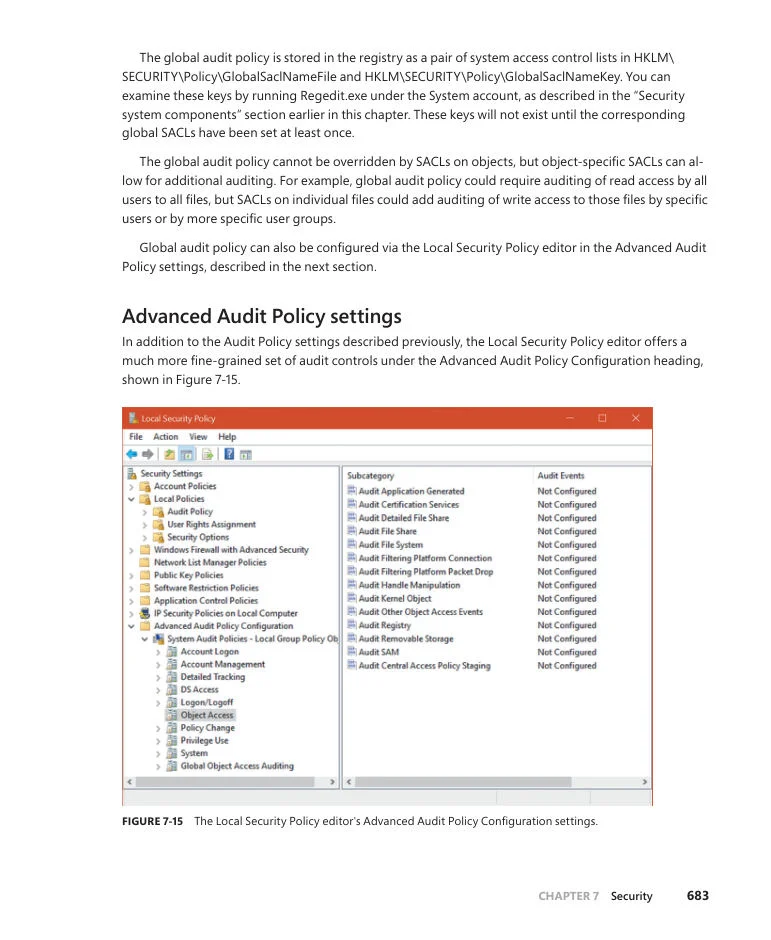 The global audit policy is stored in the registry as a pair of system access control lists in HKLM\
SECURITY\Policy\GlobalSaclNameFile and HKLM\SECURITY\Policy\GlobalSaclNameKey. You can
examine these keys by running Regedit.exe under the System account, as described in the “Security
system components” section earlier in this chapter. These keys will not exist until the corresponding
global SACLs have been set at least once.
The global audit policy cannot be overridden by SACLs on objects, but object-specific SACLs can al-
low for additional auditing. For example, global audit policy could require auditing of read access by all
users to all files, but SACLs on individual files could add auditing of write access to those files by specific
users or by more specific user groups.
Global audit policy can also be configured via the Local Security Policy editor in the Advanced Audit
Policy settings, described in the next section.
Advanced Audit Policy settings
In addition to the Audit Policy settings described previously, the Local Security Policy editor offers a
much more fine-grained set of audit controls under the Advanced Audit Policy Configuration heading,
shown in Figure 7-15.
Local Security Policy
File Action View Help
Security Settings
Account Policies
Local Policies
Audit Policy
User Rights Assignment
Security Options
Windows Firewall with Advanced Security
Network List Manager Policies
Public Key Policies
Software Restriction Policies
Application Control Policies
IP Security Policies on Local Computer
Advanced Audit Policy Configuration
System Audit Policies - Local Group Policy Ob
Account Logon
Account Management
Detailed Tracking
DS Access
Logon/Logoff
Object Access
Policy Change
Privilege Use
System
Global Object Access Auditing
Subcategory Audit Events
Audit Application Generated Not Configured
Audit Certification Services Not Configured
Audit Detailed File Share Not Configured
Audit File Share Not Configured
Audit File System Not Configured
Audit Filtering Platform Connection Not Configured
Audit Filtering Platform Packet Drop Not Configured
Audit Handle Manipulation Not Configured
Audit Kernel Object Not Configured
Audit Other Object Access Events Not Configured
Audit Registry Not Configured
Audit Removable Storage Not Configured
Audit SAM Not Configured
Audit Central Access Policy Staging Not Configured
FIGURE 7-15 The Local Security Policy editor's Advanced Audit Policy Configuration settings.
CHAPTER 7 Security 683